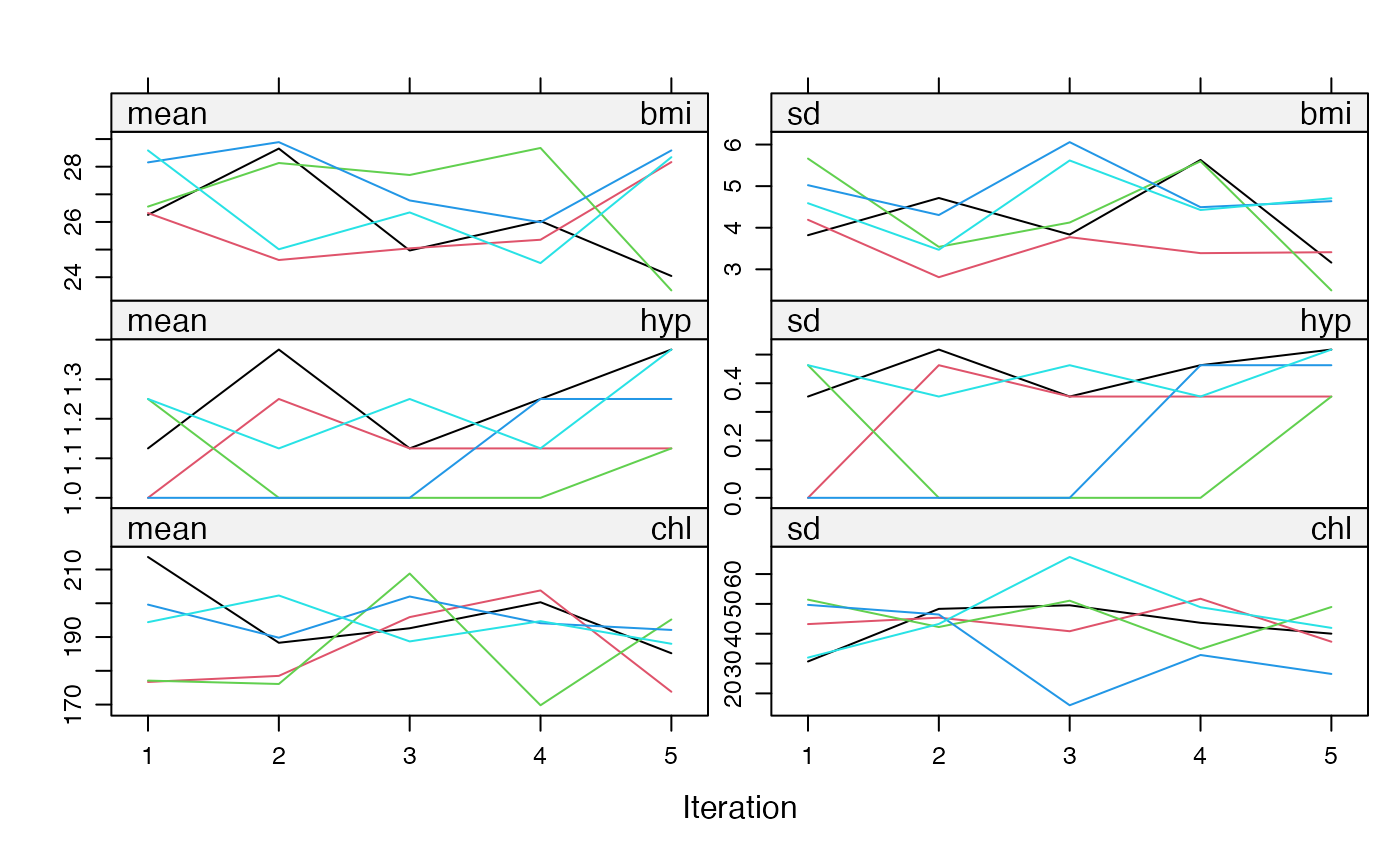 mean bmi
sd bmi
24 26 28
3 4 5 6
mean hyp
sd hyp
1.0 1.1 1.2 1.3
0.0 0.2 0.4
mean chl
sd chl
170 190 210
20 30 40 50 60
1 2 3 4 5
1 2 3 4 5
Iteration